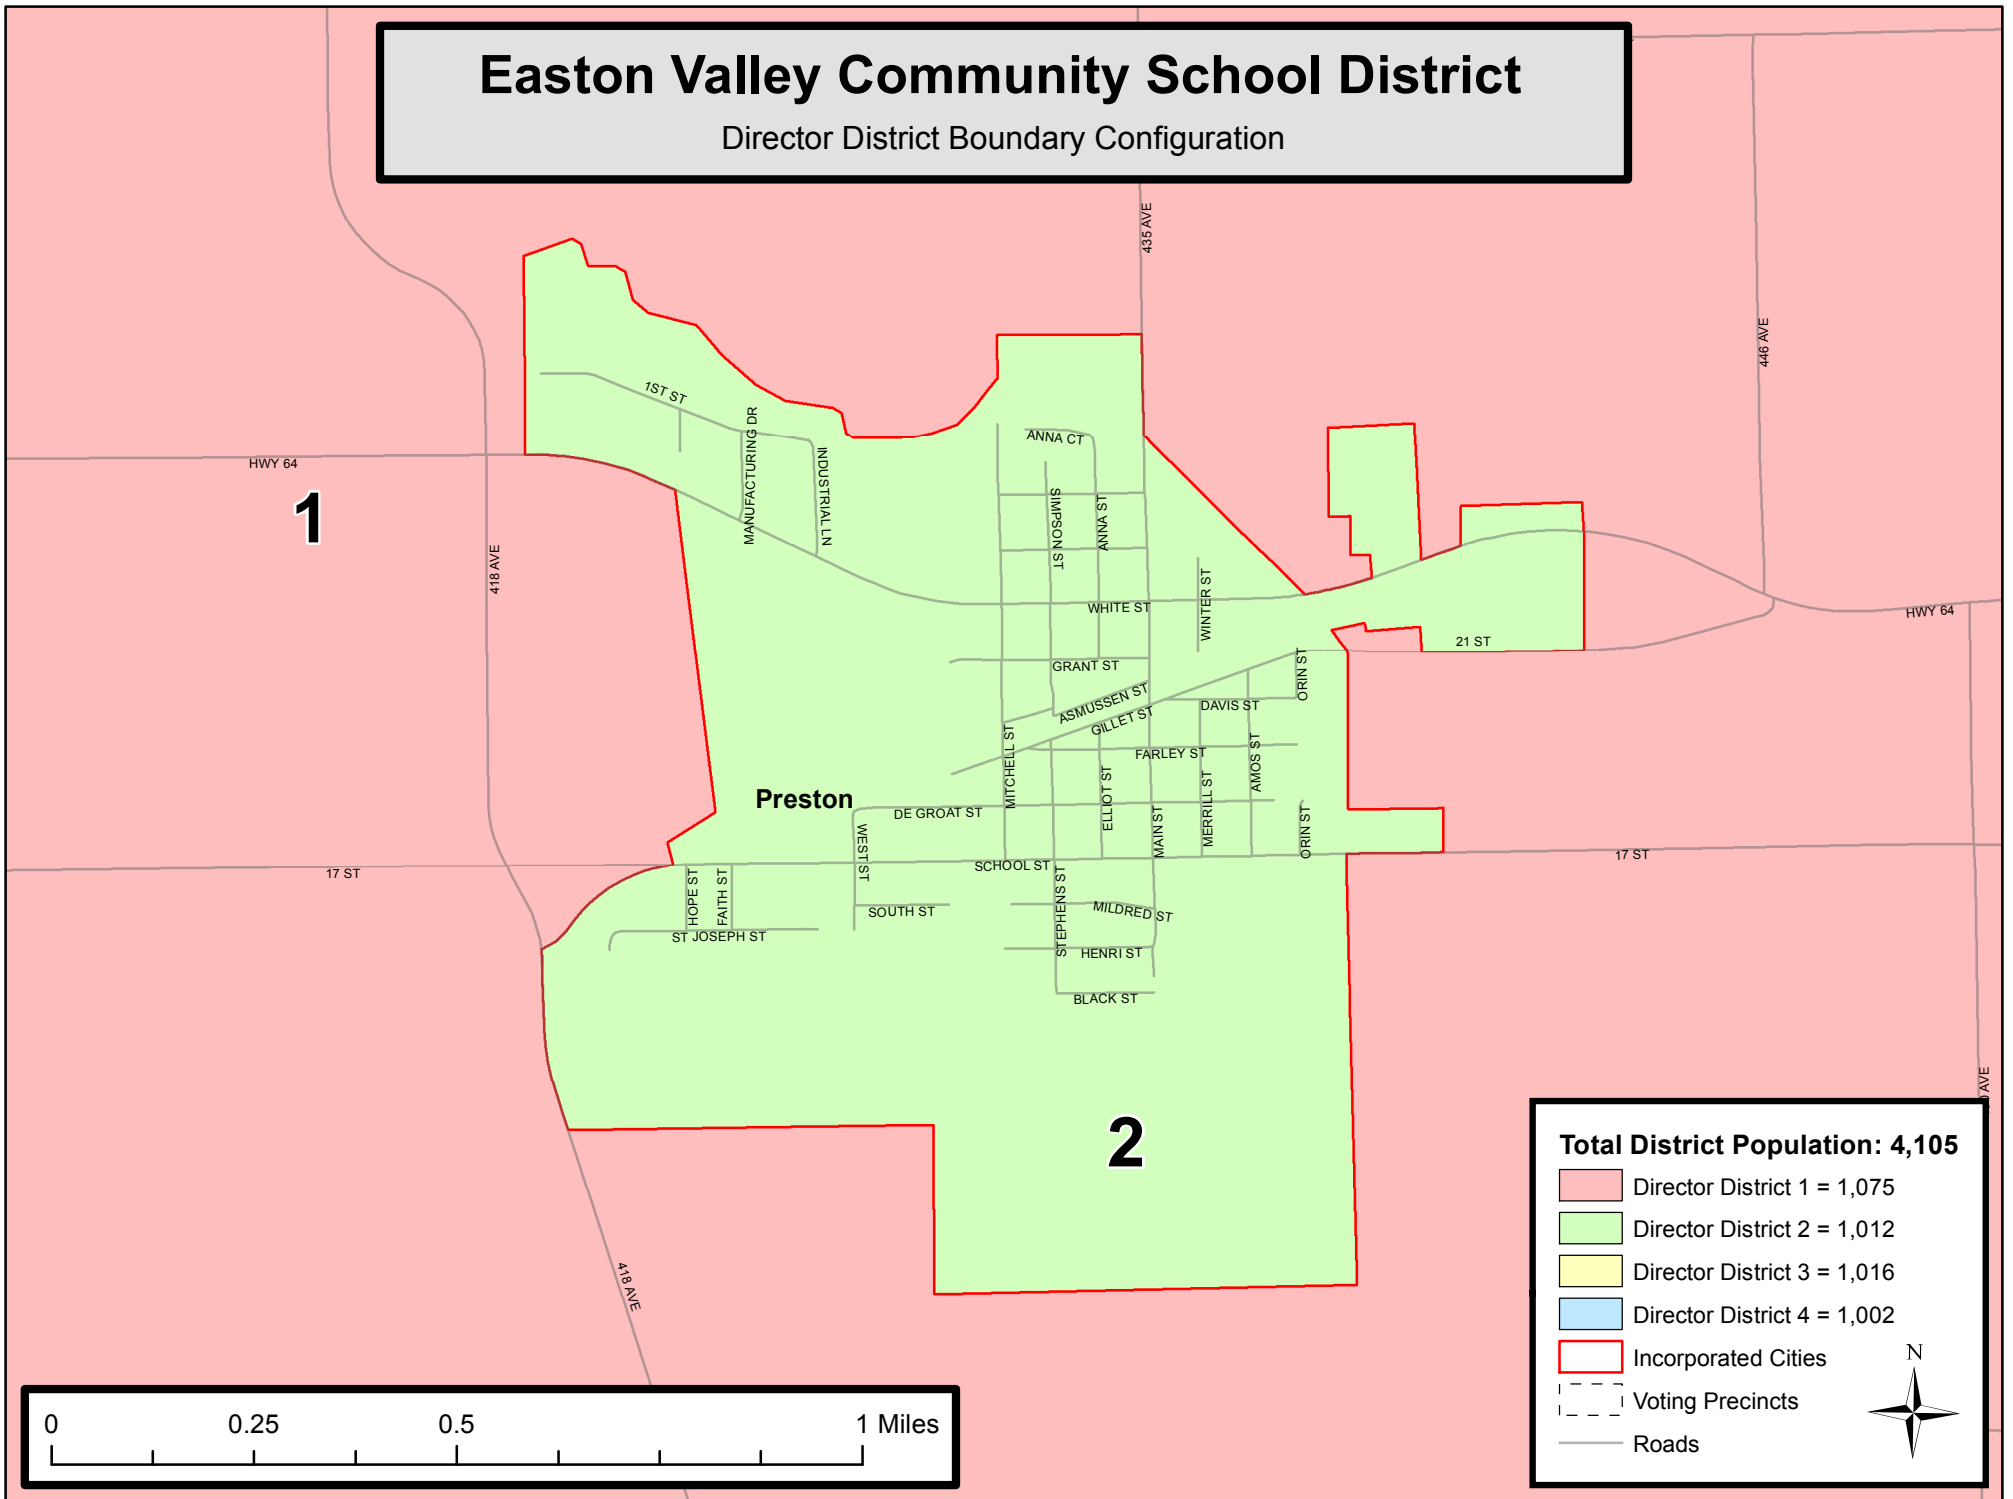 Easton Valley Community School District
Director District Boundary Configuration
435 AVE
446 AVE
1ST ST
MANUFACTURING DR
INDUSTRIAL LN
ANNA CT
HWY 64
1
SIMPSON ST
ANNA ST
418 AVE
WINTER ST
WHITE ST
HWY 64
21 ST
GRANT ST
ORIN ST
ASMUSSEN ST
DAVIS ST
GILLET ST
MITCHELL ST
FARLEY ST
AMOS ST
Preston
ELLIOT ST
MERRILL ST
DE GROAT ST
MAIN ST
ORIN ST
WEST ST
SCHOOL ST
17 ST
17 ST
HOPE ST
FAITH ST
STEPHENS ST
SOUTH ST
MILDRED ST
ST JOSEPH ST
HENRI ST
BLACK ST
AVE
2
418 AVE
Total District Population: 4,105
Director District 1 = 1,075
Director District 2 = 1,012
Director District 3 = 1,016
Director District 4 = 1,002
Incorporated Cities
Voting Precincts
Roads
N
0 0.25 0.5 1 Miles